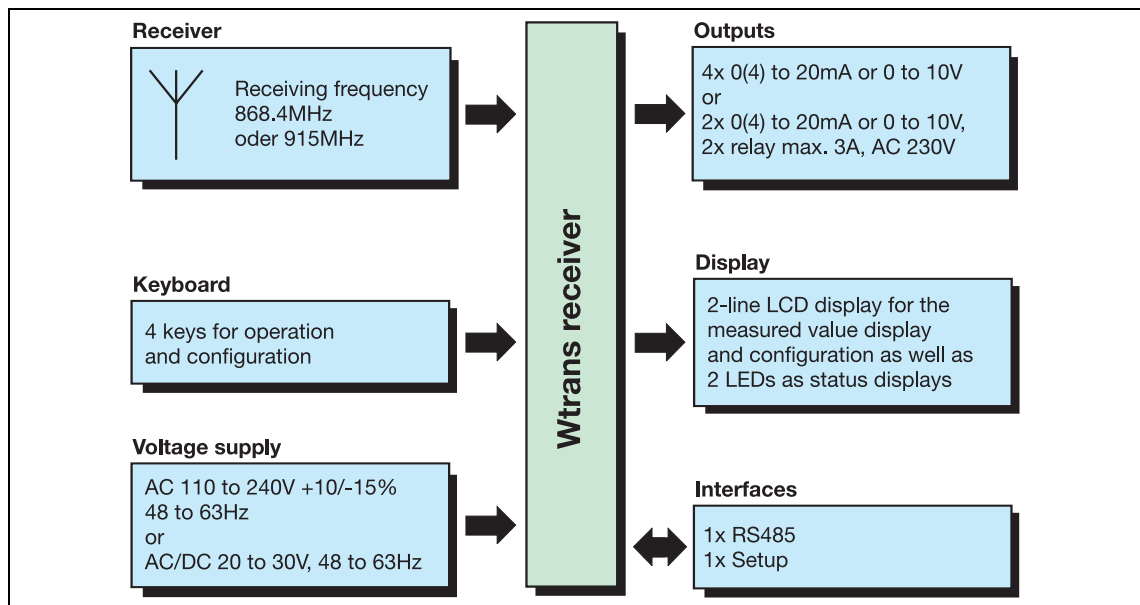 Receiver
Receiving frequency
868.4MHz
oder 915MHz
Keyboard
4 keys for operation
and configuration
Voltage supply
AC 110 to 240V +10/-15%
48 to 63Hz
or
AC/DC 20 to 30V, 48 to 63Hz
Wtrans receiver
Outputs
4x 0(4) to 20mA or 0 to 10V
or
2x 0(4) to 20mA or 0 to 10V,
2x relay max. 3A, AC 230V
Display
2-line LCD display for the
measured value display
and configuration as well as
2 LEDs as status displays
Interfaces
1x RS485
1x Setup